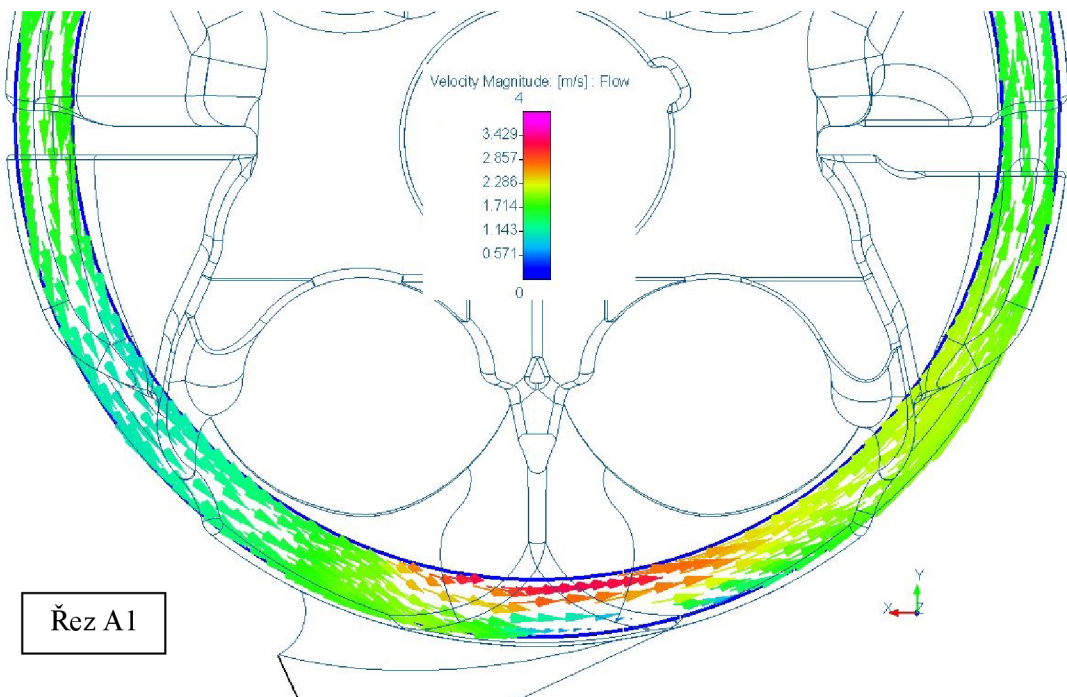 Velocity Magnitude: [m/s] : Flow
4
3.429
2.857
2.286
1.714
1.143
0.571
0
Řez A1
Y
X
Z